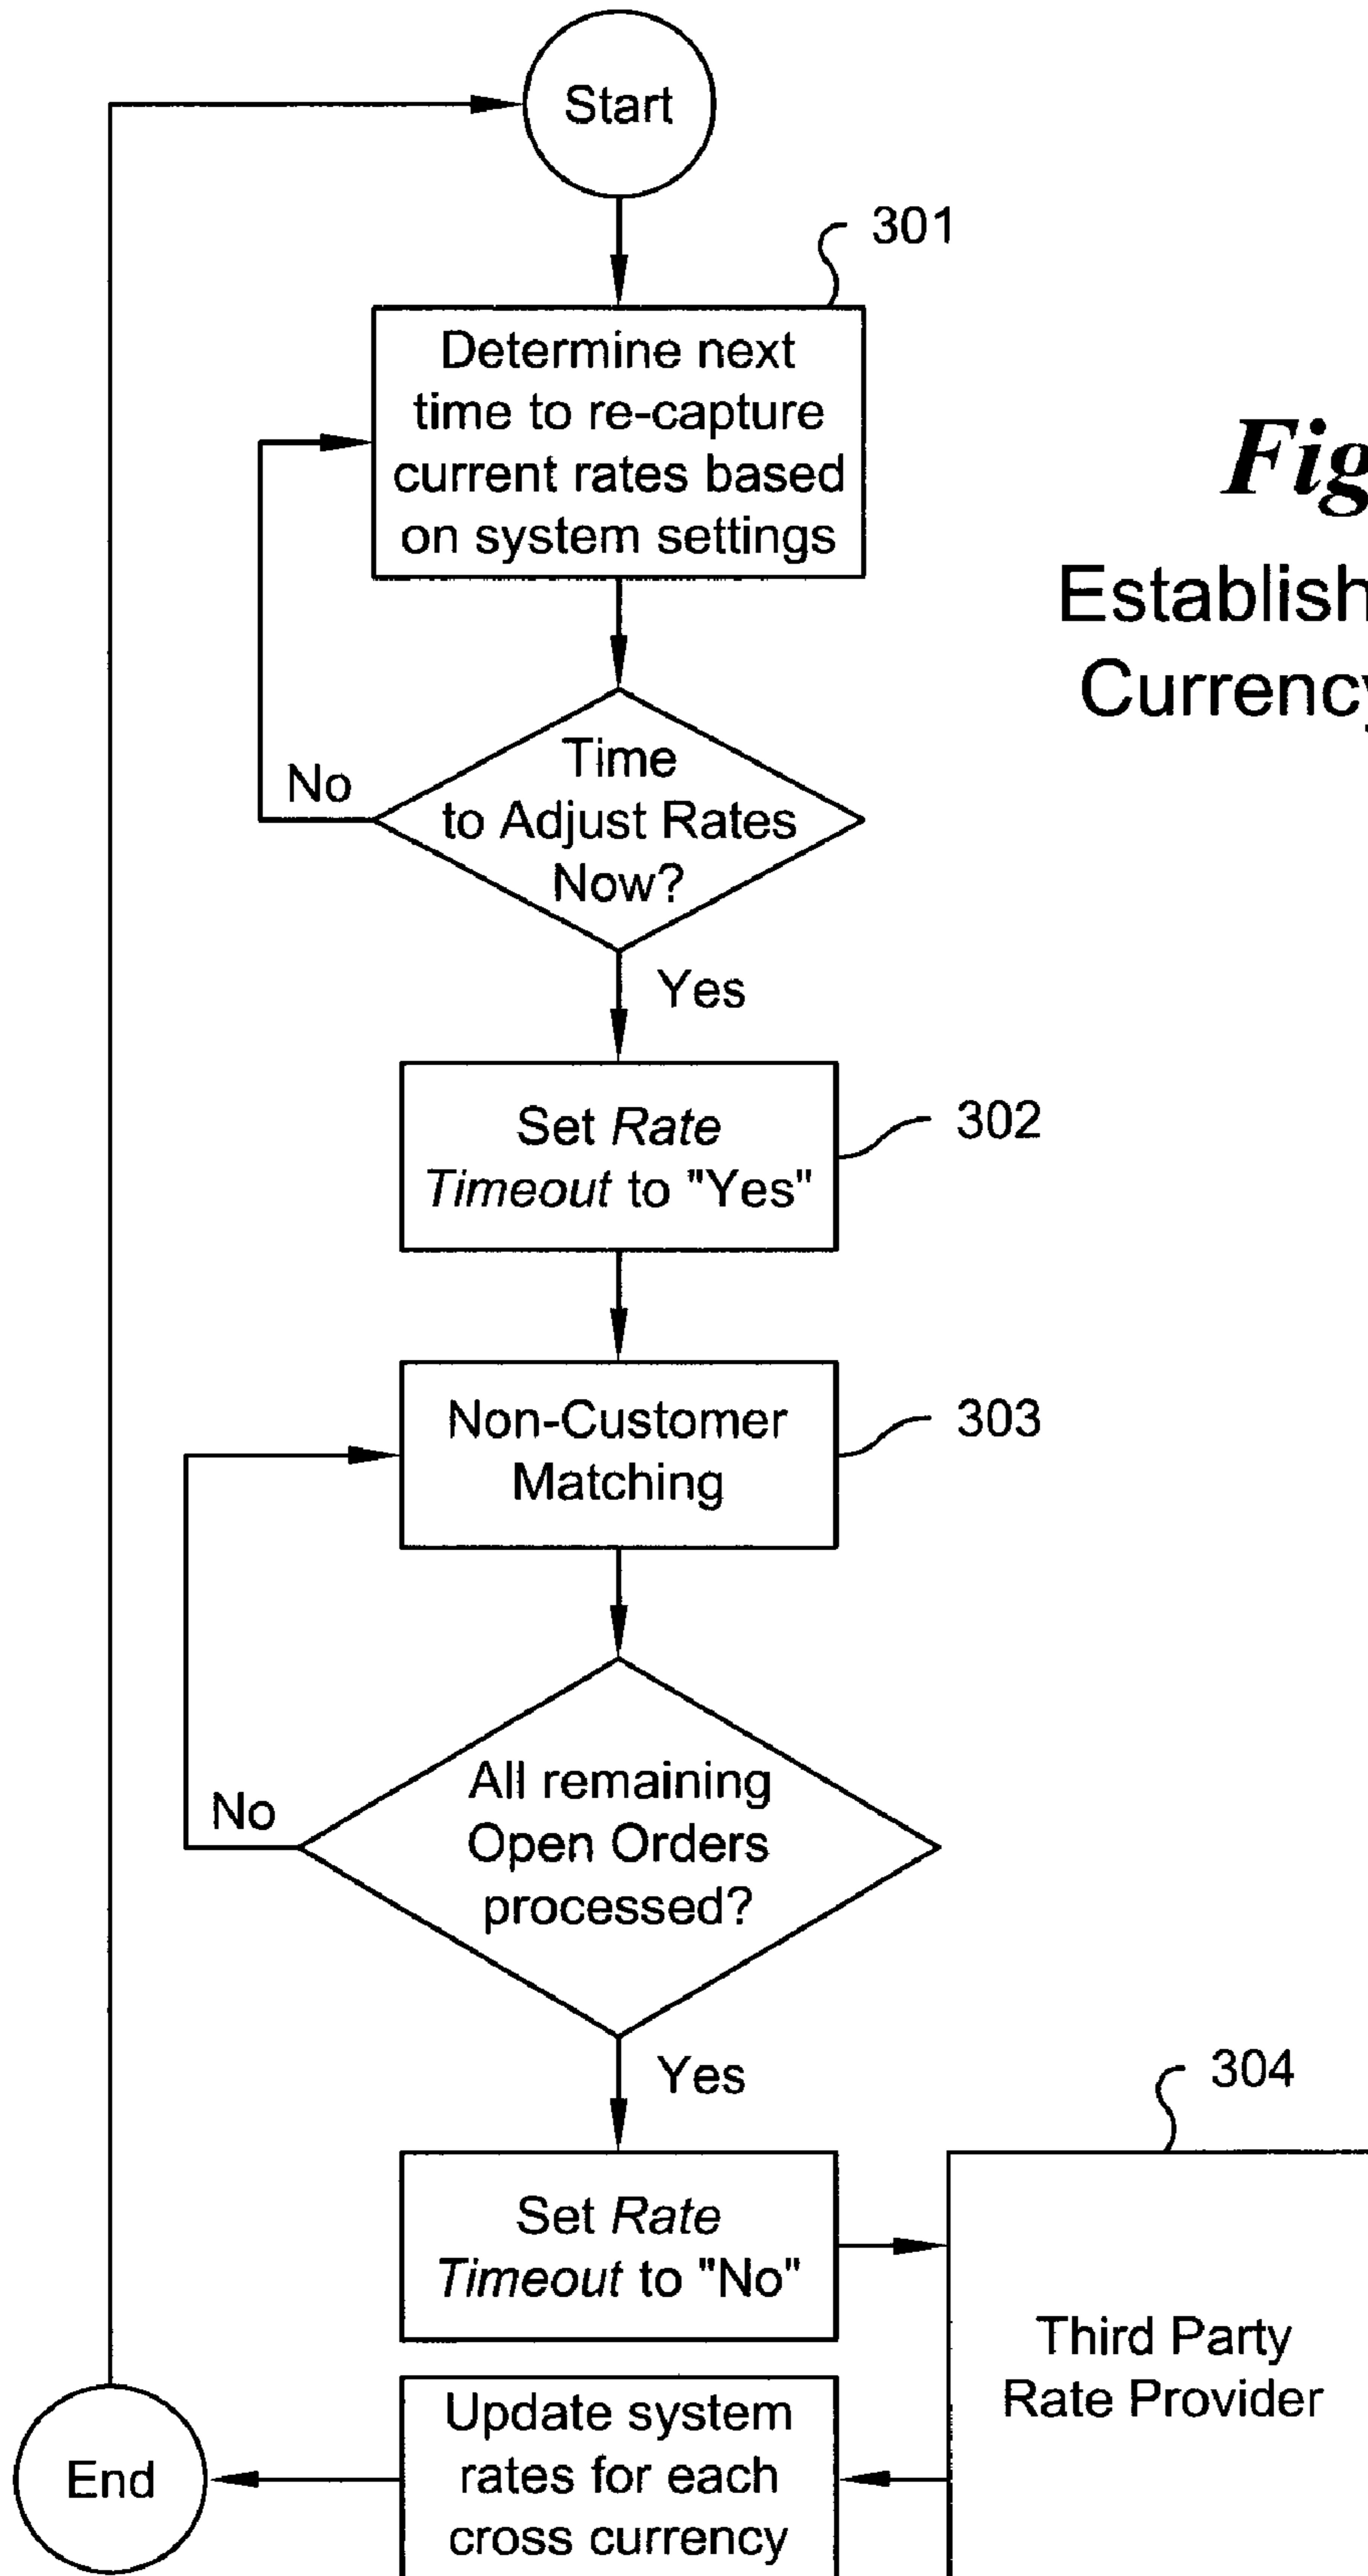 Start
301
Determine next
time to re-capture
current rates based
on system settings
Fig
Establish
Currency
No
Time
to Adjust Rates
Now?
Yes
Set Rate
Timeout to "Yes"
302
Non-Customer
Matching
303
No
All remaining
Open Orders
processed?
Yes
304
Set Rate
Timeout to "No"
Third Party
Rate Provider
Update system
rates for each
cross currency
End